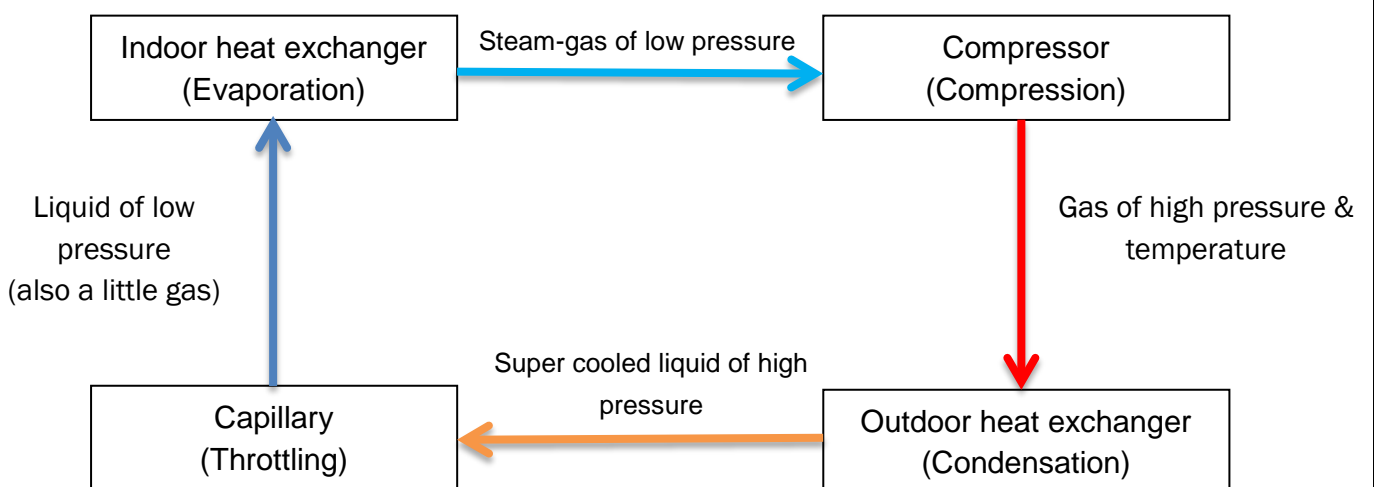 Indoor heat exchanger
(Evaporation)
Steam-gas of low pressure
Compressor
(Compression)
Liquid of low
pressure
(also a little gas)
Gas of high pressure &
temperature
Super cooled liquid of high
pressure
Capillary
(Throttling)
Outdoor heat exchanger
(Condensation)